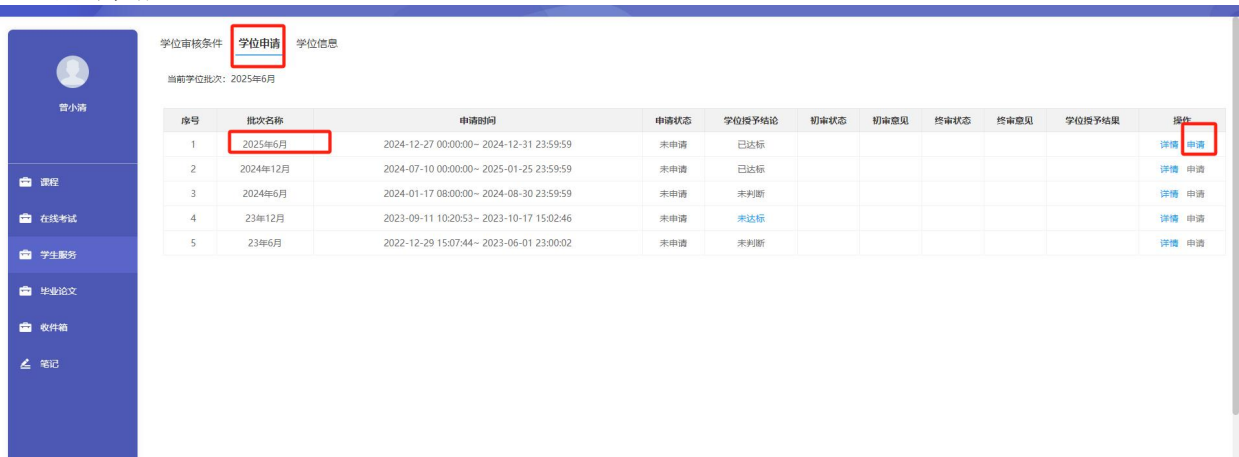 学位审核条件 学位申请 学位信息
当前学位批次：2025年6月
曾小清
课程
在线考试
学生服务
毕业论文
收件箱
笔记
序号 批次名称 申请时间 申请状态 学位授予结论 初审状态 初审意见 终审状态 终审意见 学位授予结果 操作
1 2025年6月 2024-12-27 00:00:00~ 2024-12-31 23:59:59 未申请 已达标 详情 申请
2 2024年12月 2024-07-10 00:00:00~ 2025-01-25 23:59:59 未申请 已达标 详情 申请
3 2024年6月 2024-01-17 08:00:00~ 2024-08-30 23:59:59 未申请 未判断 详情 申请
4 23年12月 2023-09-11 10:20:53~ 2023-10-17 15:02:46 未申请 未达标 详情 申请
5 23年6月 2022-12-29 15:07:44~ 2023-06-01 23:00:02 未申请 未判断 详情 申请